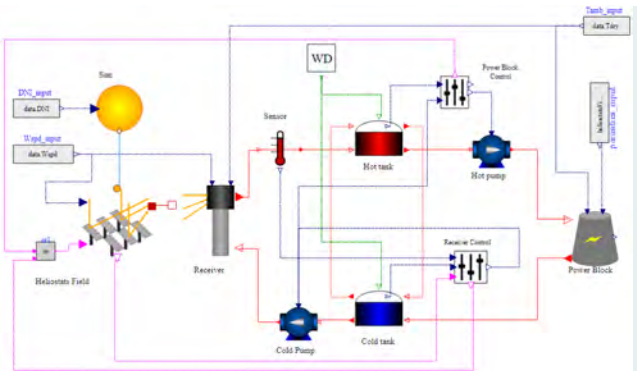 Tamb_input
data.Tdry
WD
Sun
DNI_input
data.DNI
Power Block
Control
Wspd_input
data.Wspd
Sensor
Hot tank
Hot pump
Receiver
Receiver Control
Heliostats Field
Power Block
Cold Pump
Cold tank